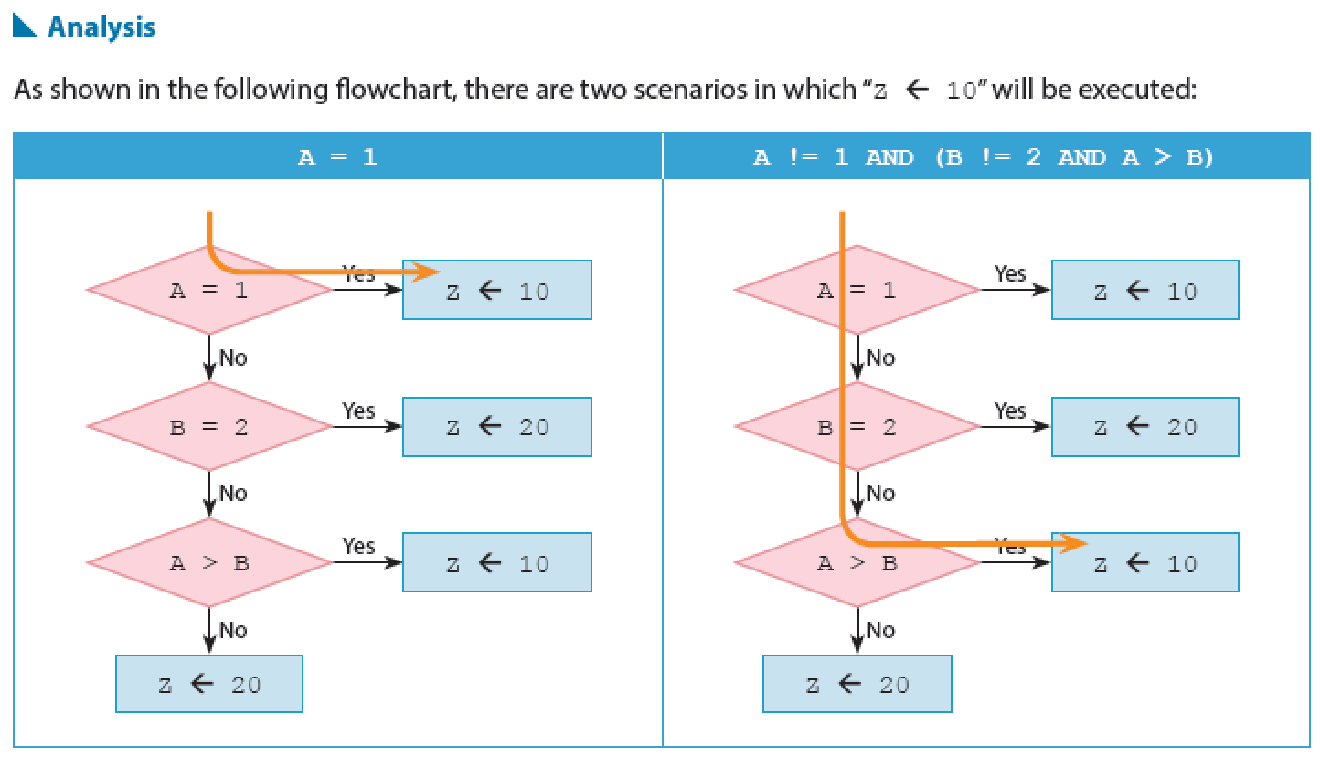 Analysis
As shown in the following flowchart, there are two scenarios in which “z ← 10” will be executed:
A = 1
A != 1 AND (B != 2 AND A > B)
A = 1
Yes
z ← 10
No
B = 2
Yes
z ← 20
No
A > B
Yes
z ← 10
No
z ← 20
A = 1
Yes
z ← 10
No
B = 2
Yes
z ← 20
No
A > B
Yes
z ← 10
No
z ← 20